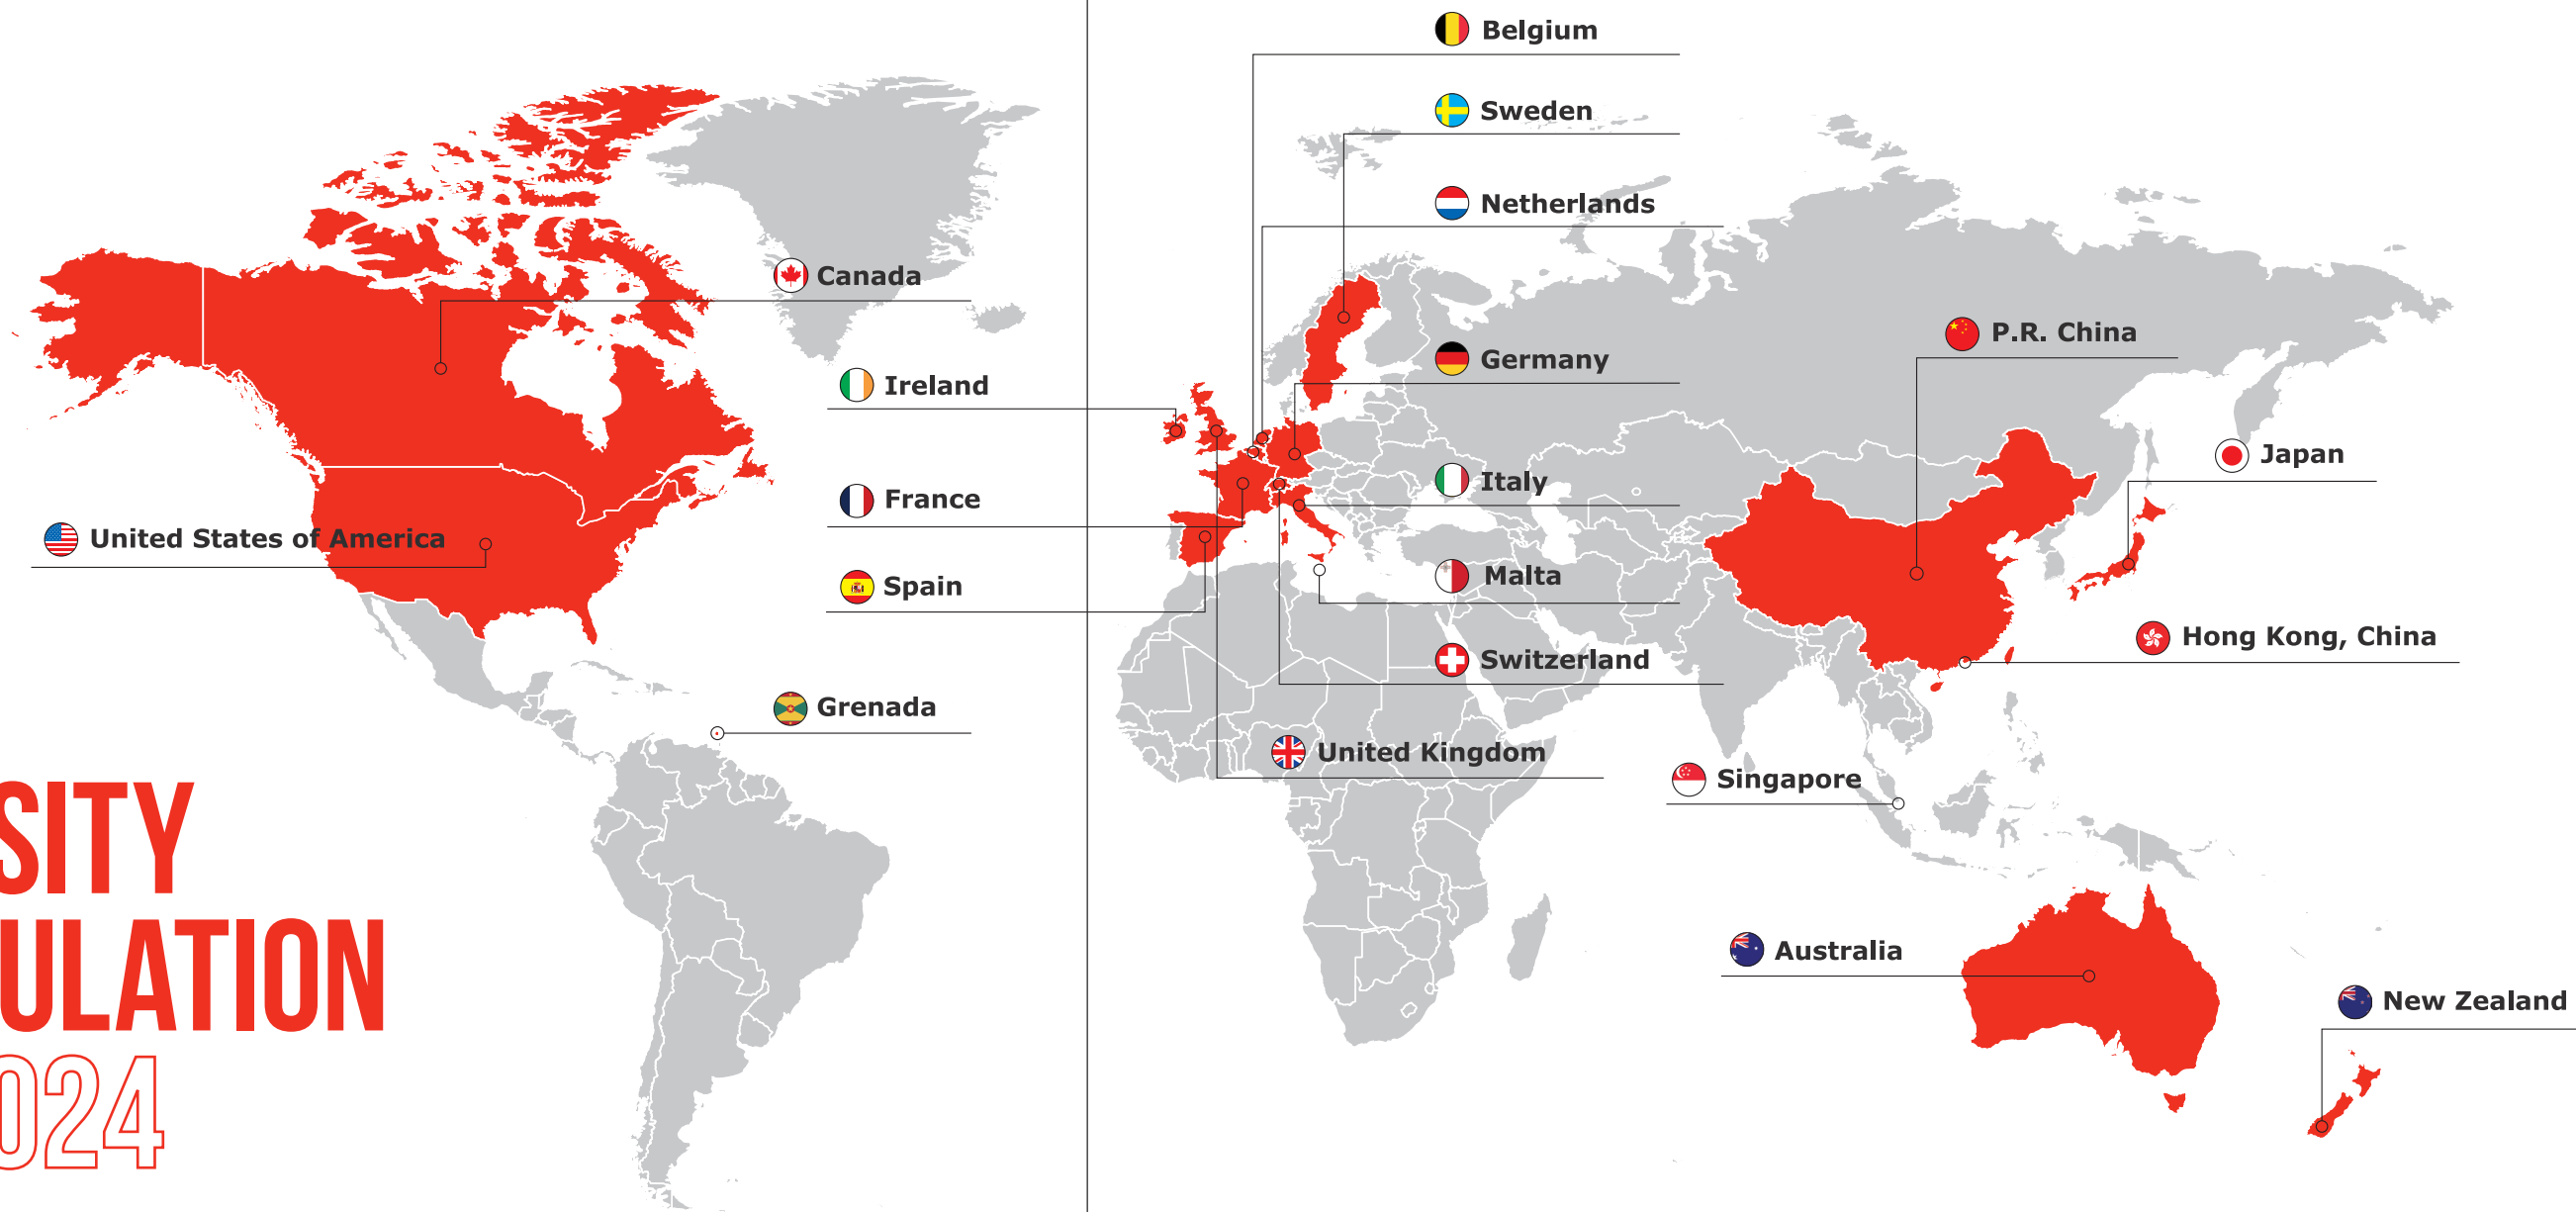 Belgium
Sweden
Netherlands
Canada
P.R. China
Germany
Ireland
Japan
Italy
France
United States of America
Malta
Spain
Hong Kong, China
Switzerland
Grenada
United Kingdom
Singapore
SITY
ULATION
024
Australia
New Zealand